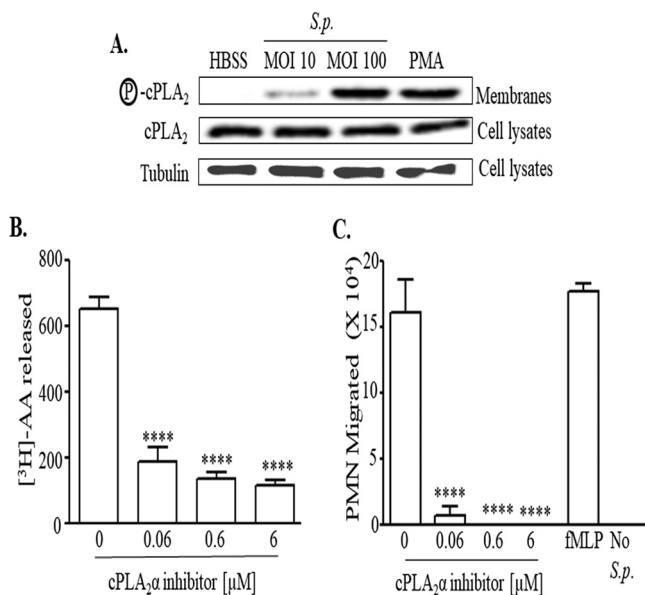 A.
S.p.
HBSS MOI 10 MOI 100 PMA
Ⓟ-cPLA₂ Membranes
cPLA₂ Cell lysates
Tubulin Cell lysates
B.
[³H]-AA released
800
600
400
200
0
**** **** ****
0 0.06 0.6 6
cPLA₂α inhibitor [μM]
C.
PMN Migrated (X 10⁴)
20
15
10
5
0
**** **** ****
0 0.06 0.6 6 fMLP No
S.p.
cPLA₂α inhibitor [μM]